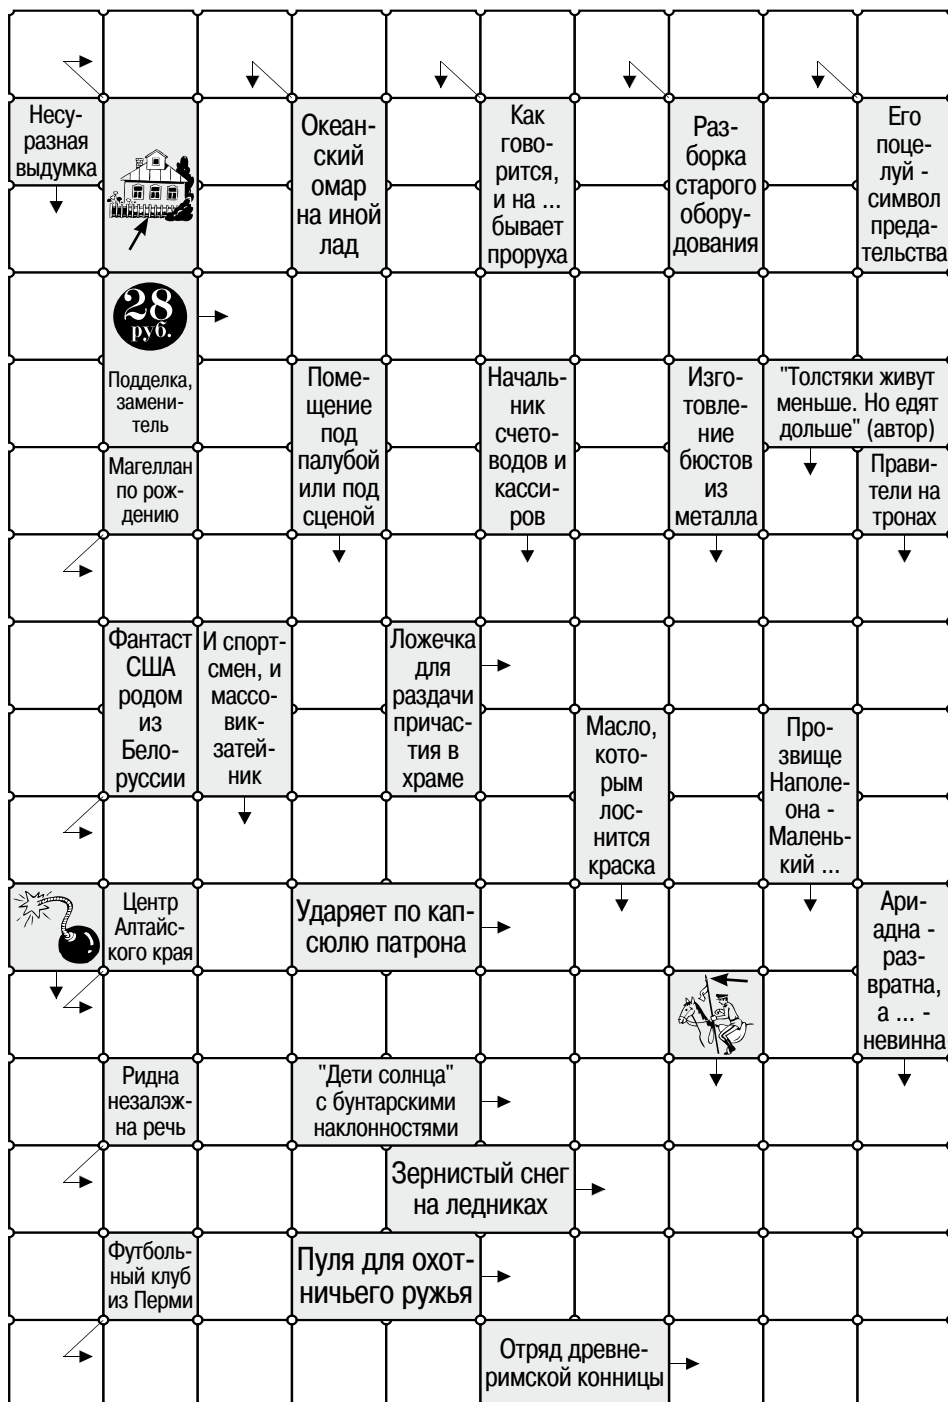 Несу-
разная
выдумка
Океан-
ский
омар
на иной
лад
Как
гово-
рится,
и на ...
бывает
проруха
Раз-
борка
старого
обору-
дования
Его
поце-
луй -
символ
преда-
тельства
28
руб.
Подделка,
замени-
тель
Поме-
щение
под
палубой
или под
сценой
Началь-
ник
счето-
водов и
касси-
ров
Изго-
товле-
ние
бюстов
из
металла
"Толстяки живут
меньше. Но едят
дольше" (автор)
Магеллан
по рож-
дению
Прави-
тели на
тронах
Фантаст
США
родом
из
Бело-
руссии
И спорт-
смен, и
массо-
вик-
затей-
ник
Ложечка
для
раздачи
причас-
тия в
храме
Масло,
кото-
рым
лос-
нится
краска
Про-
звище
Наполе-
она -
Малень-
кий ...
Центр
Алтайс-
кого края
Ударяет по кап-
сюлю патрона
Ари-
адна -
раз-
вратна,
а ... -
невинна
Ридна
незалэж-
на речь
"Дети солнца"
с бунтарскими
наклонностями
Зернистый снег
на ледниках
Футболь-
ный клуб
из Перми
Пуля для охот-
ничьего ружья
Отряд древне-
римской конницы